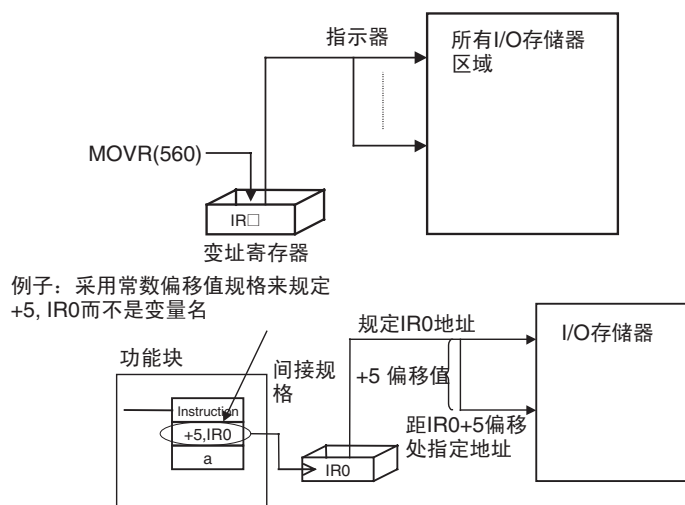 指示器
所有I/O存储器
区域
MOVR(560)
IR□
变址寄存器
例子：采用常数偏移值规格来规定
+5, IR0而不是变量名
规定IR0地址
I/O存储器
功能块
间接规
格
+5 偏移值
Instruction
+5,IR0
a
IR0
距IR0+5偏移
处指定地址